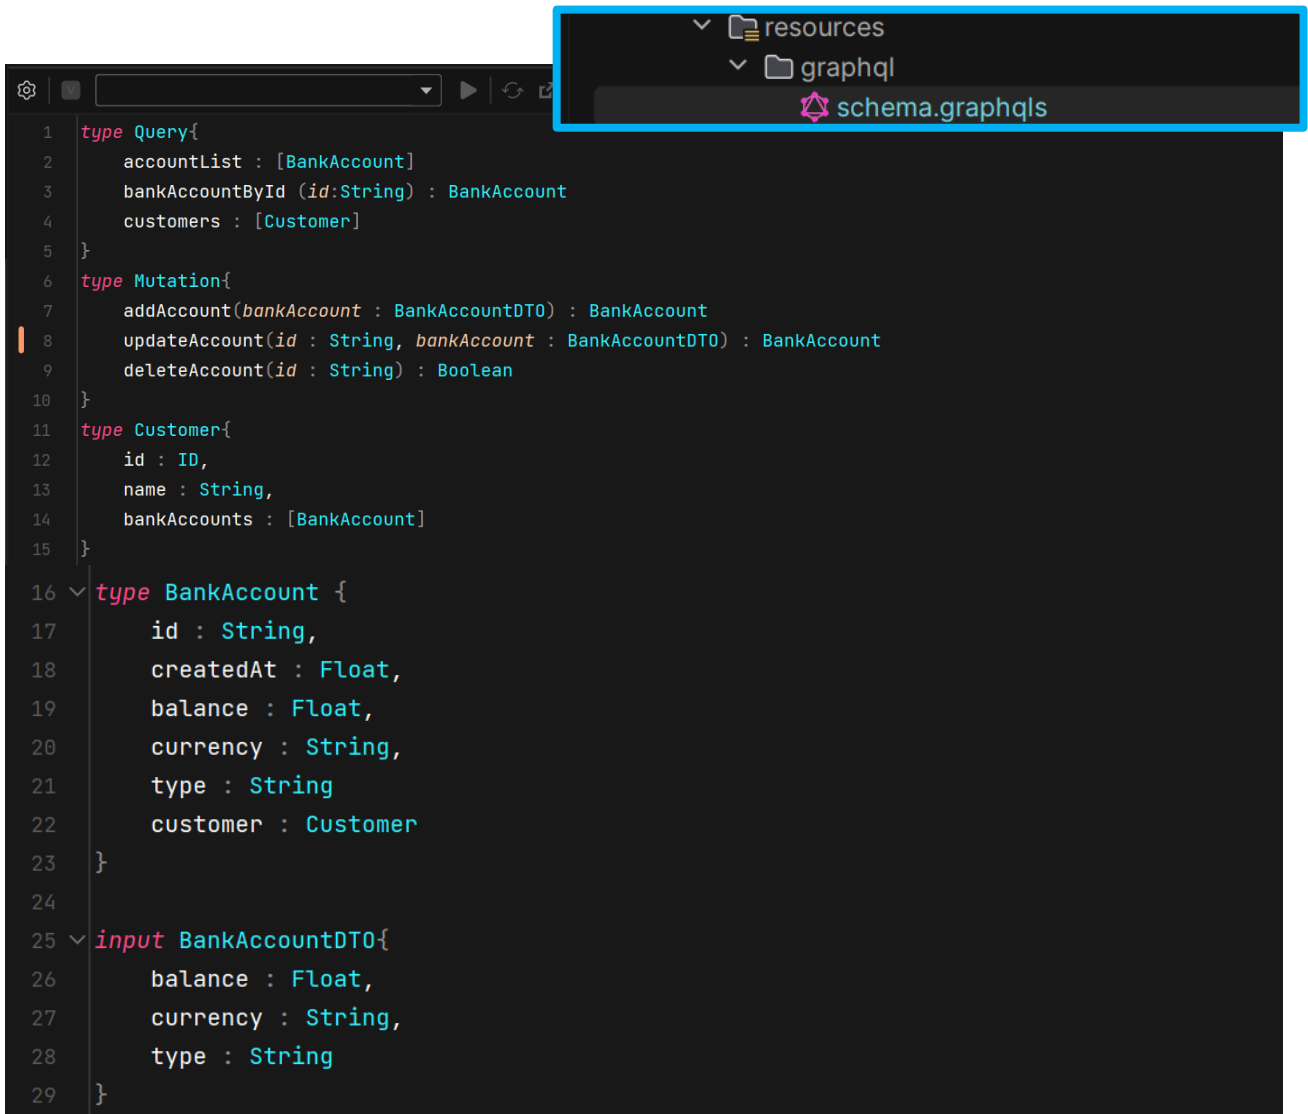 resources
graphql
schema.graphqls
1 type Query{
2 accountList : [BankAccount]
3 bankAccountById (id:String) : BankAccount
4 customers : [Customer]
5 }
6 type Mutation{
7 addAccount(bankAccount : BankAccountDTO) : BankAccount
8 updateAccount(id : String, bankAccount : BankAccountDTO) : BankAccount
9 deleteAccount(id : String) : Boolean
10 }
11 type Customer{
12 id : ID,
13 name : String,
14 bankAccounts : [BankAccount]
15 }
16 type BankAccount {
17 id : String,
18 createdAt : Float,
19 balance : Float,
20 currency : String,
21 type : String
22 customer : Customer
23 }
24
25 input BankAccountDTO{
26 balance : Float,
27 currency : String,
28 type : String
29 }